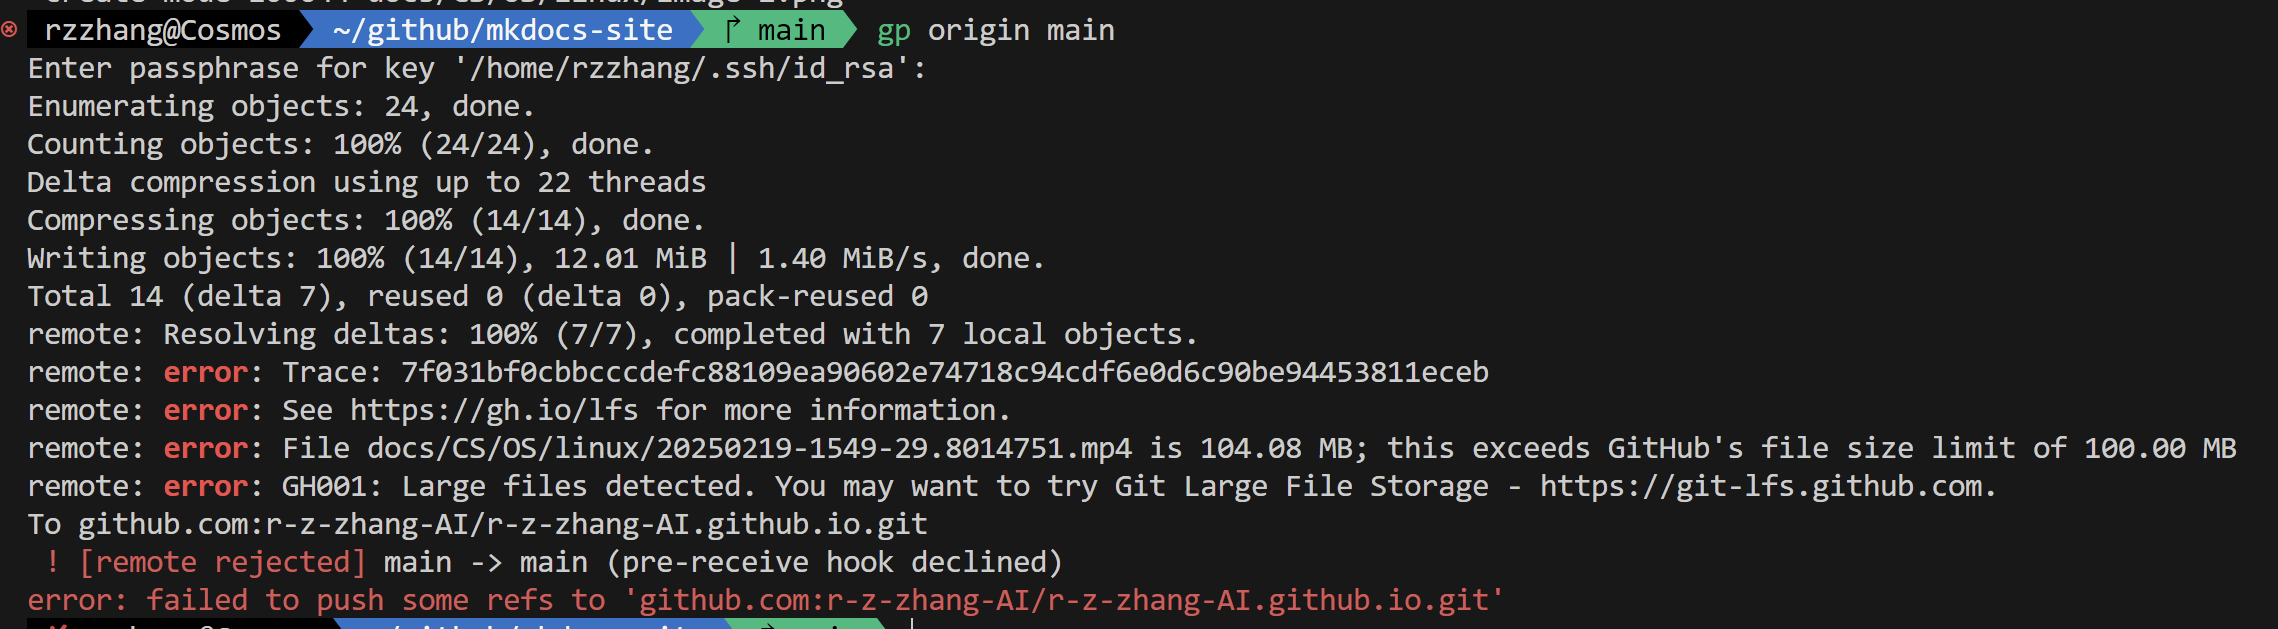 rzzhang@Cosmos ~/github/mkdocs-site main gp origin main
Enter passphrase for key '/home/rzzhang/.ssh/id_rsa':
Enumerating objects: 24, done.
Counting objects: 100% (24/24), done.
Delta compression using up to 22 threads
Compressing objects: 100% (14/14), done.
Writing objects: 100% (14/14), 12.01 MiB | 1.40 MiB/s, done.
Total 14 (delta 7), reused 0 (delta 0), pack-reused 0
remote: Resolving deltas: 100% (7/7), completed with 7 local objects.
remote: error: Trace: 7f031bf0cbbcccdefc88109ea90602e74718c94cdf6e0d6c90be94453811eceb
remote: error: See https://gh.io/lfs for more information.
remote: error: File docs/CS/OS/linux/20250219-1549-29.8014751.mp4 is 104.08 MB; this exceeds GitHub's file size limit of 100.00 MB
remote: error: GH001: Large files detected. You may want to try Git Large File Storage - https://git-lfs.github.com.
To github.com:r-z-zhang-AI/r-z-zhang-AI.github.io.git
! [remote rejected] main -> main (pre-receive hook declined)
error: failed to push some refs to 'github.com:r-z-zhang-AI/r-z-zhang-AI.github.io.git'